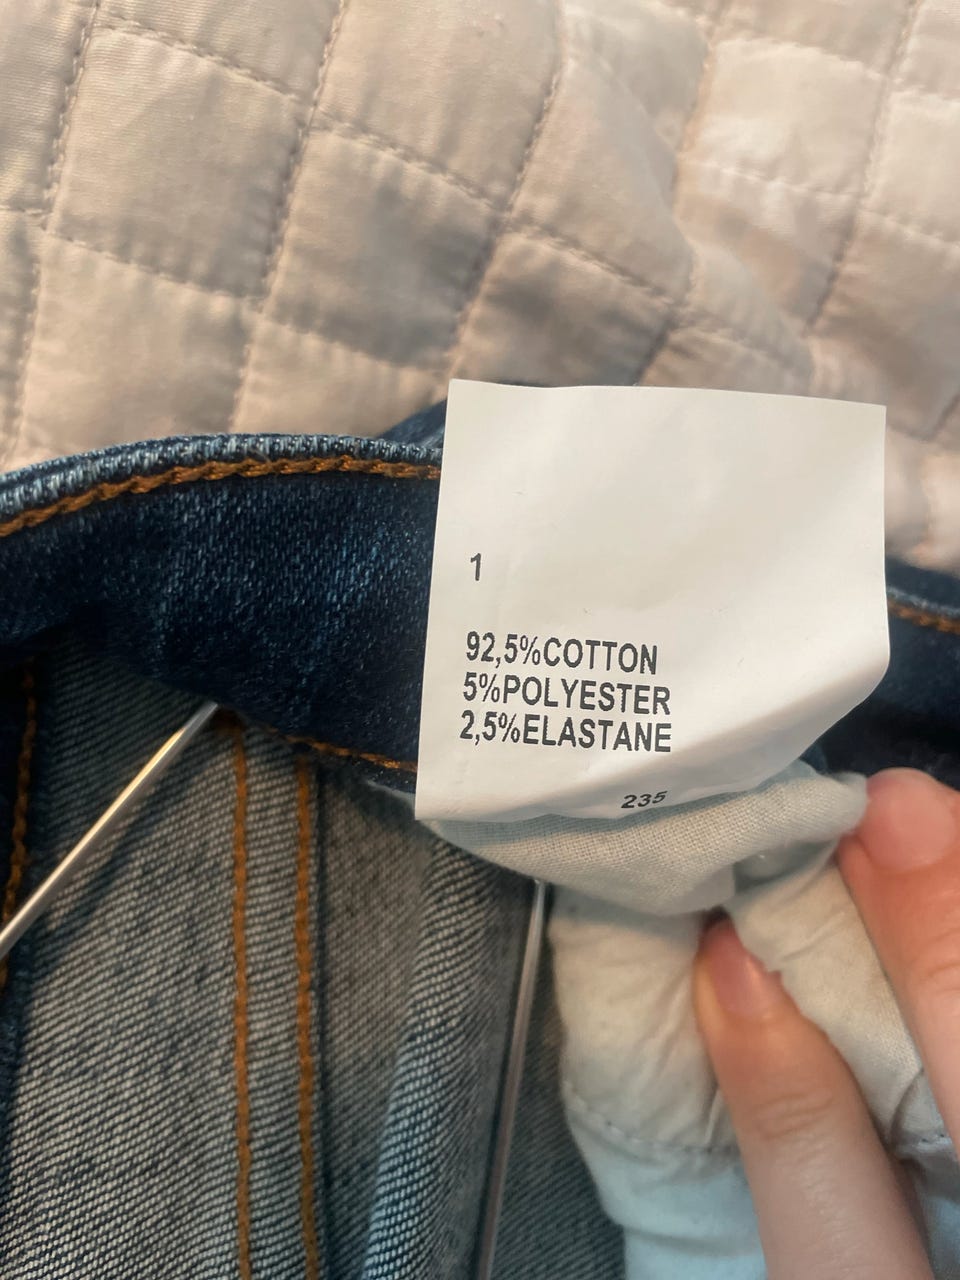 1
92,5%COTTON
5%POLYESTER
2,5%ELASTANE
235